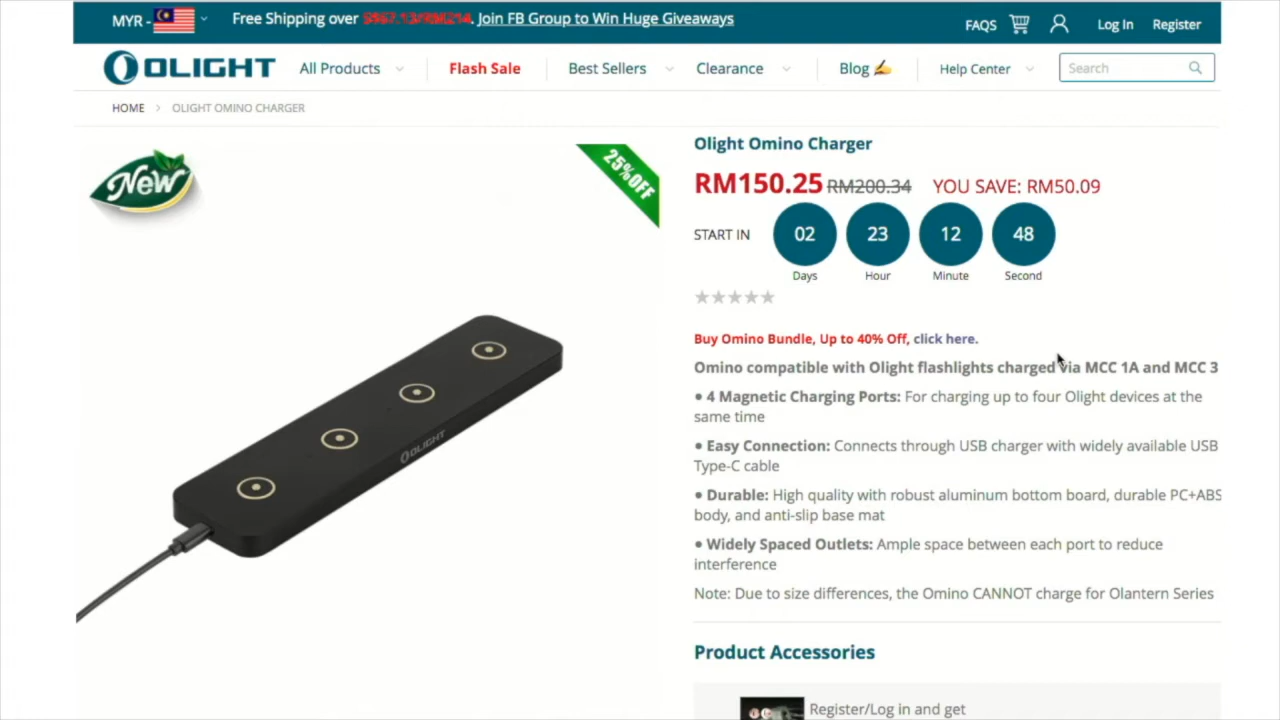 MYR -
Free Shipping over . Join FB Group to Win Huge Giveaways
FAQS
Log In
Register
OLIGHT
All Products
Flash Sale
Best Sellers
Clearance
Blog ✍
Help Center
Search
HOME > OLIGHT OMINO CHARGER
New
25%OFF
OLIGHT
Olight Omino Charger
RM150.25 RM200.34 YOU SAVE: RM50.09
START IN
02
23
12
48
Days
Hour
Minute
Second
Buy Omino Bundle, Up to 40% Off, click here.
Omino compatible with Olight flashlights charged via MCC 1A and MCC 3
● 4 Magnetic Charging Ports: For charging up to four Olight devices at the
same time
● Easy Connection: Connects through USB charger with widely available USB
Type-C cable
● Durable: High quality with robust aluminum bottom board, durable PC+ABS
body, and anti-slip base mat
● Widely Spaced Outlets: Ample space between each port to reduce
interference
Note: Due to size differences, the Omino CANNOT charge for Olantern Series
Product Accessories
Register/Log in and get